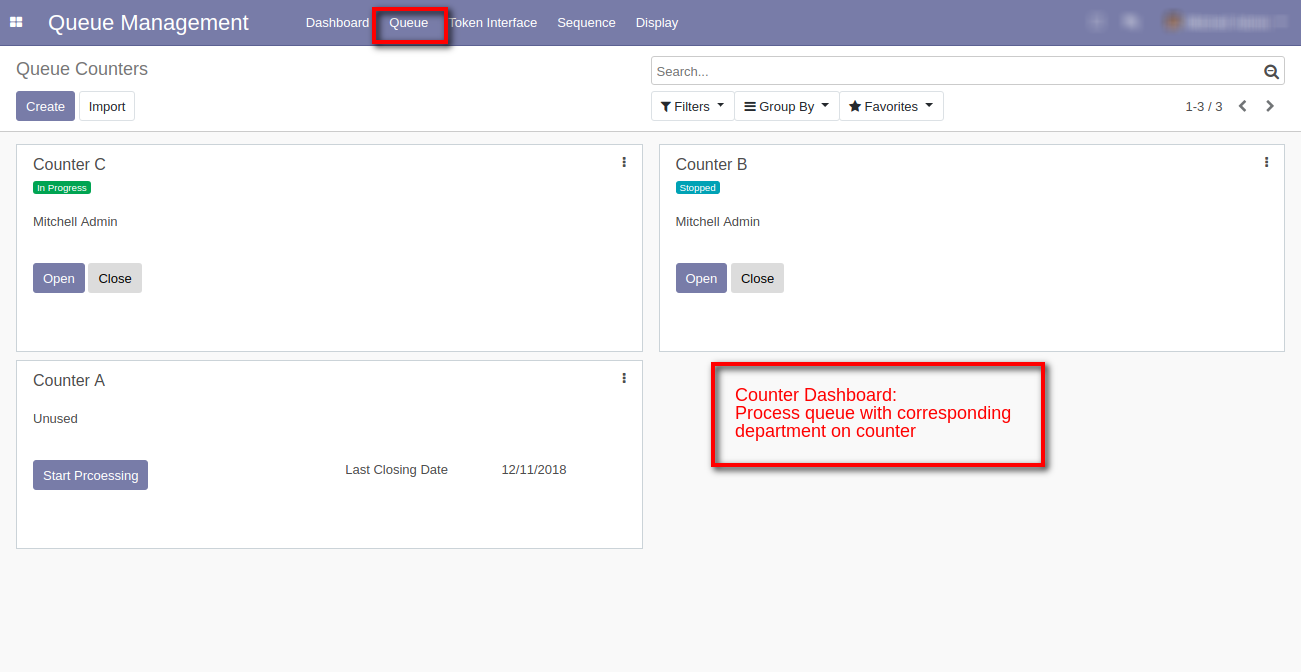 Queue Management Dashboard Queue Token Interface Sequence Display
Queue Counters
Search...
Create Import
Filters Group By Favorites 1-3 / 3
Counter C
In Progress
Mitchell Admin
Open Close
Counter B
Stopped
Mitchell Admin
Open Close
Counter A
Unused
Start Prcoessing Last Closing Date 12/11/2018
Counter Dashboard:
Process queue with corresponding
department on counter